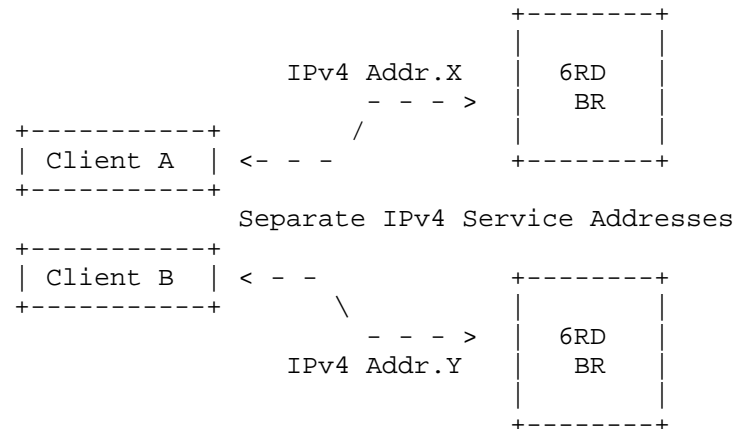 IPv4 Addr.X
6RD
BR
Client A
Separate IPv4 Service Addresses
Client B
6RD
IPv4 Addr.Y
BR